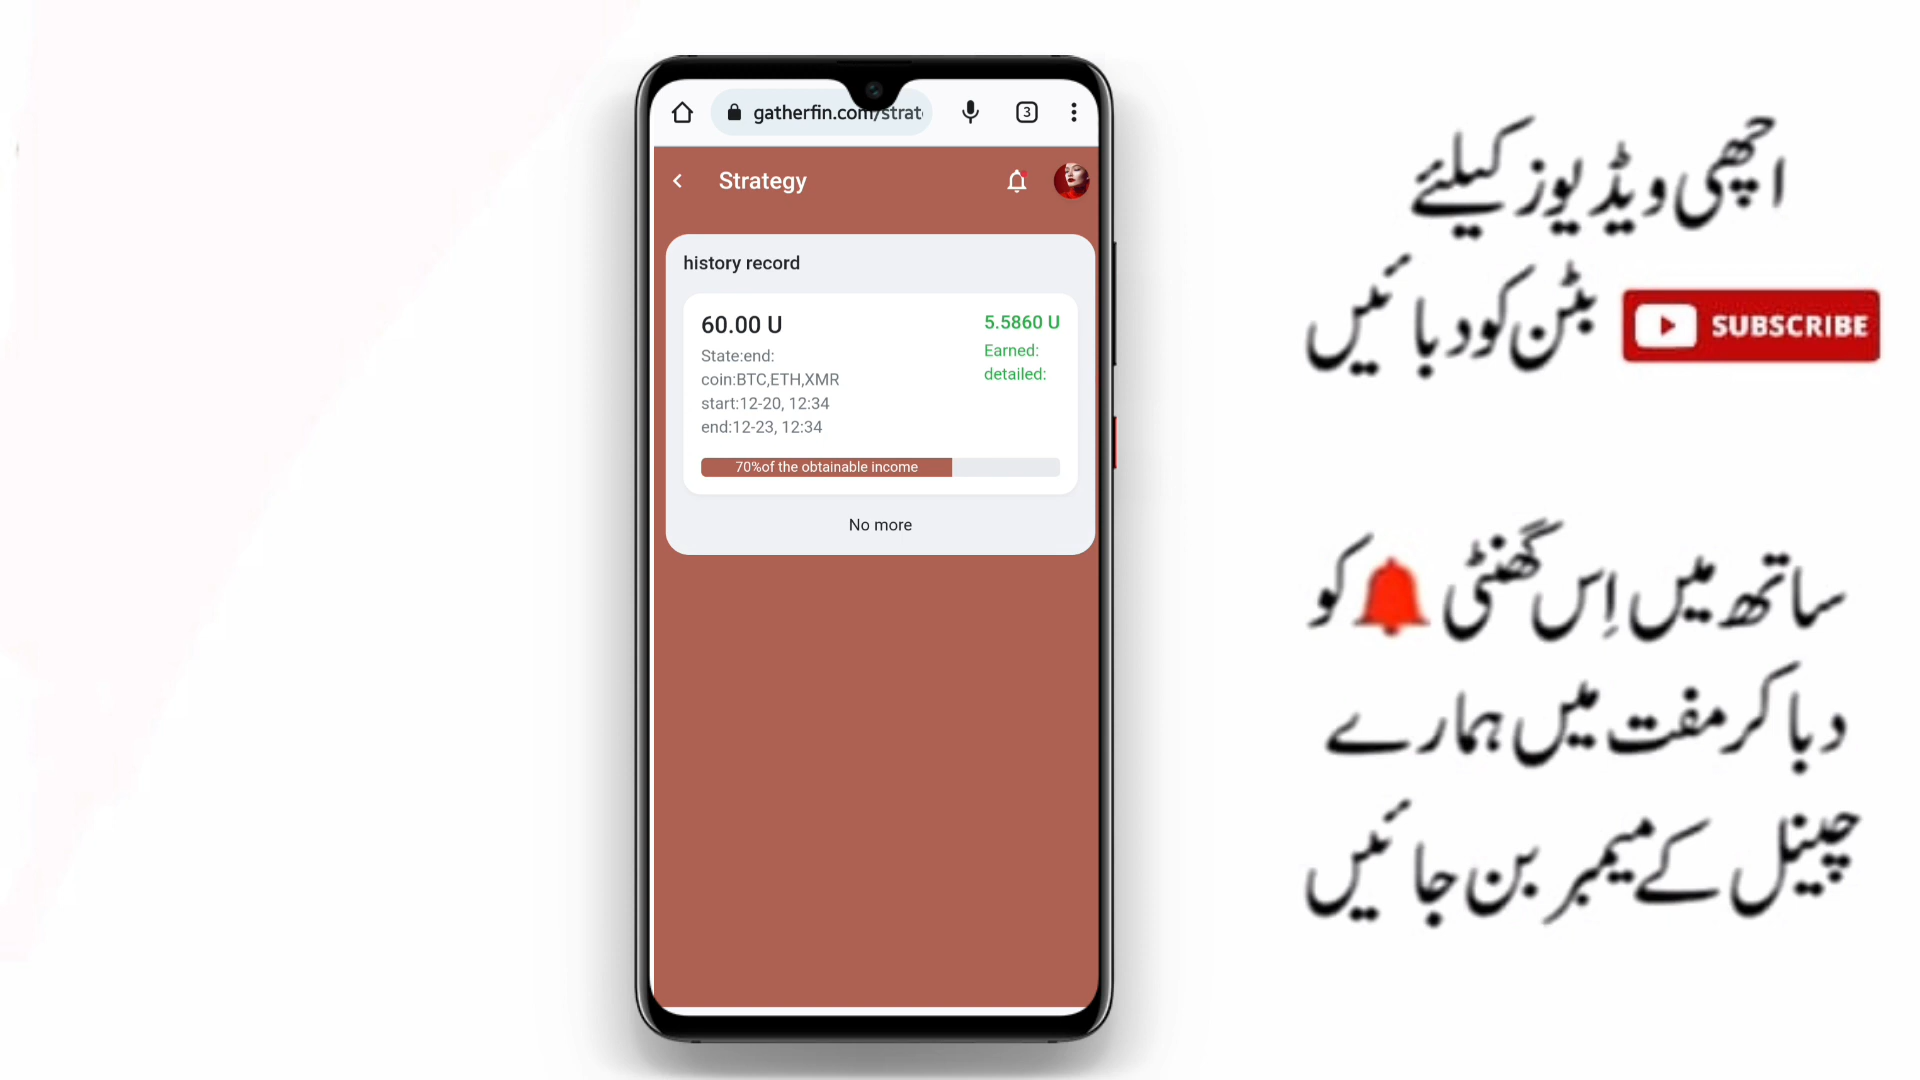 gatherfin.com/strat
3
Strategy
history record
60.00 U
5.5860 U
State:end:
Earned:
coin:BTC,ETH,XMR
detailed:
start:12-20, 12:34
end:12-23, 12:34
70%of the obtainable income
No more
اچھی ویڈیوز کیلئے
بٹن کو دبائیں SUBSCRIBE
ساتھ میں اِس گھنٹی کو
دبا کر مفت میں ہمارے
چینل کے میمبر بن جائیں